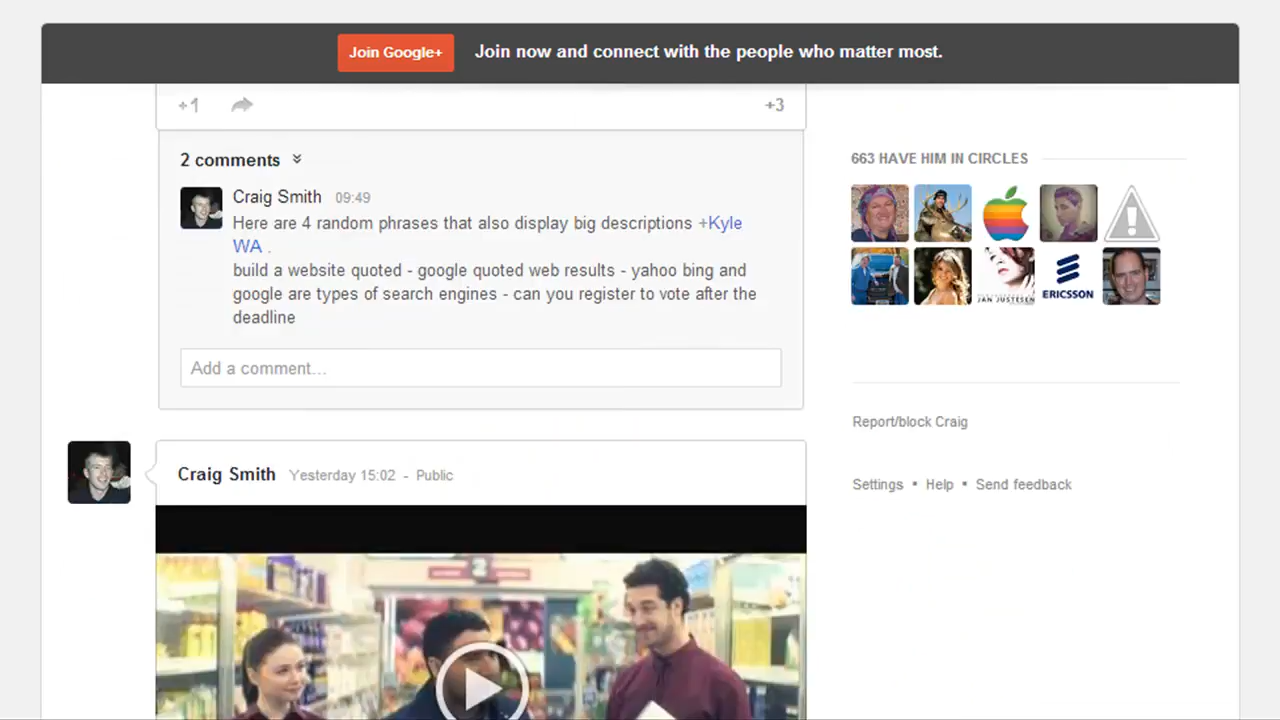 Join Google+ Join now and connect with the people who matter most.
+1 +3
2 comments
Craig Smith 09:49
Here are 4 random phrases that also display big descriptions +Kyle
WA .
build a website quoted - google quoted web results - yahoo bing and
google are types of search engines - can you register to vote after the
deadline
Add a comment...
Craig Smith Yesterday 15:02 - Public
2
663 HAVE HIM IN CIRCLES
JAN JUSTESEN
ERICSSON
Report/block Craig
Settings ▪ Help ▪ Send feedback